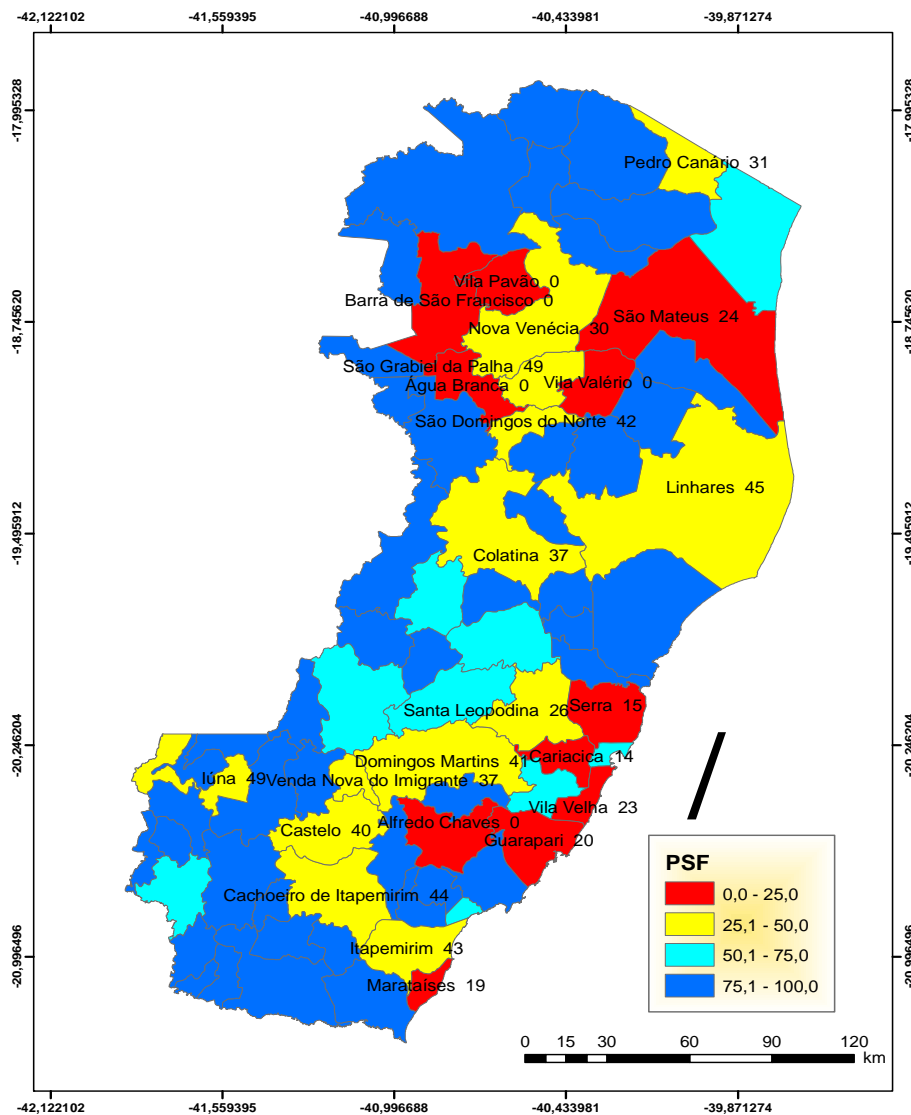 -42,122102 -41,559395 -40,996688 -40,433981 -39,871274
-17,995328 -17,995328
Pedro Canário 31
Vila Pavão 0
Barra de São Francisco 0
São Mateus 24
-18,745620 -18,745620
Nova Venécia 30
São Grabiel da Palha 49
Água Branca 0 Vila Valério 0
São Domingos do Norte 42
Linhares 45
-19,495912 -19,495912
Colatina 37
Santa Leopodina 26 Serra 15
-20,246204 -20,246204
Domingos Martins 41 Cariacica 14
Iúna 49 Venda Nova do Imigrante 37
Vila Velha 23
Castelo 40 Alfredo Chaves 0
Guarapari 20
PSF
0,0 - 25,0
25,1 - 50,0
50,1 - 75,0
75,1 - 100,0
Cachoeiro de Itapemirim 44
Itapemirim 43
-20,996496 -20,996496
Marataíses 19
0 15 30 60 90 120
km
-42,122102 -41,559395 -40,996688 -40,433981 -39,871274